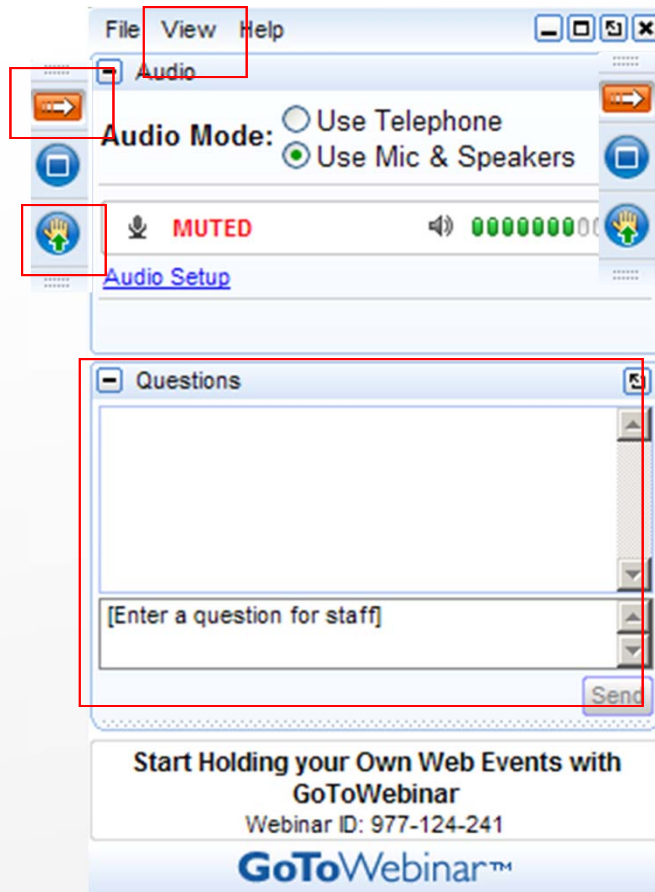 File View Help
Audio
Audio Mode:
Use Telephone
Use Mic & Speakers
MUTED
Audio Setup
Questions
[Enter a question for staff]
Send
Start Holding your Own Web Events with
GoToWebinar
Webinar ID: 977-124-241
GoToWebinar™